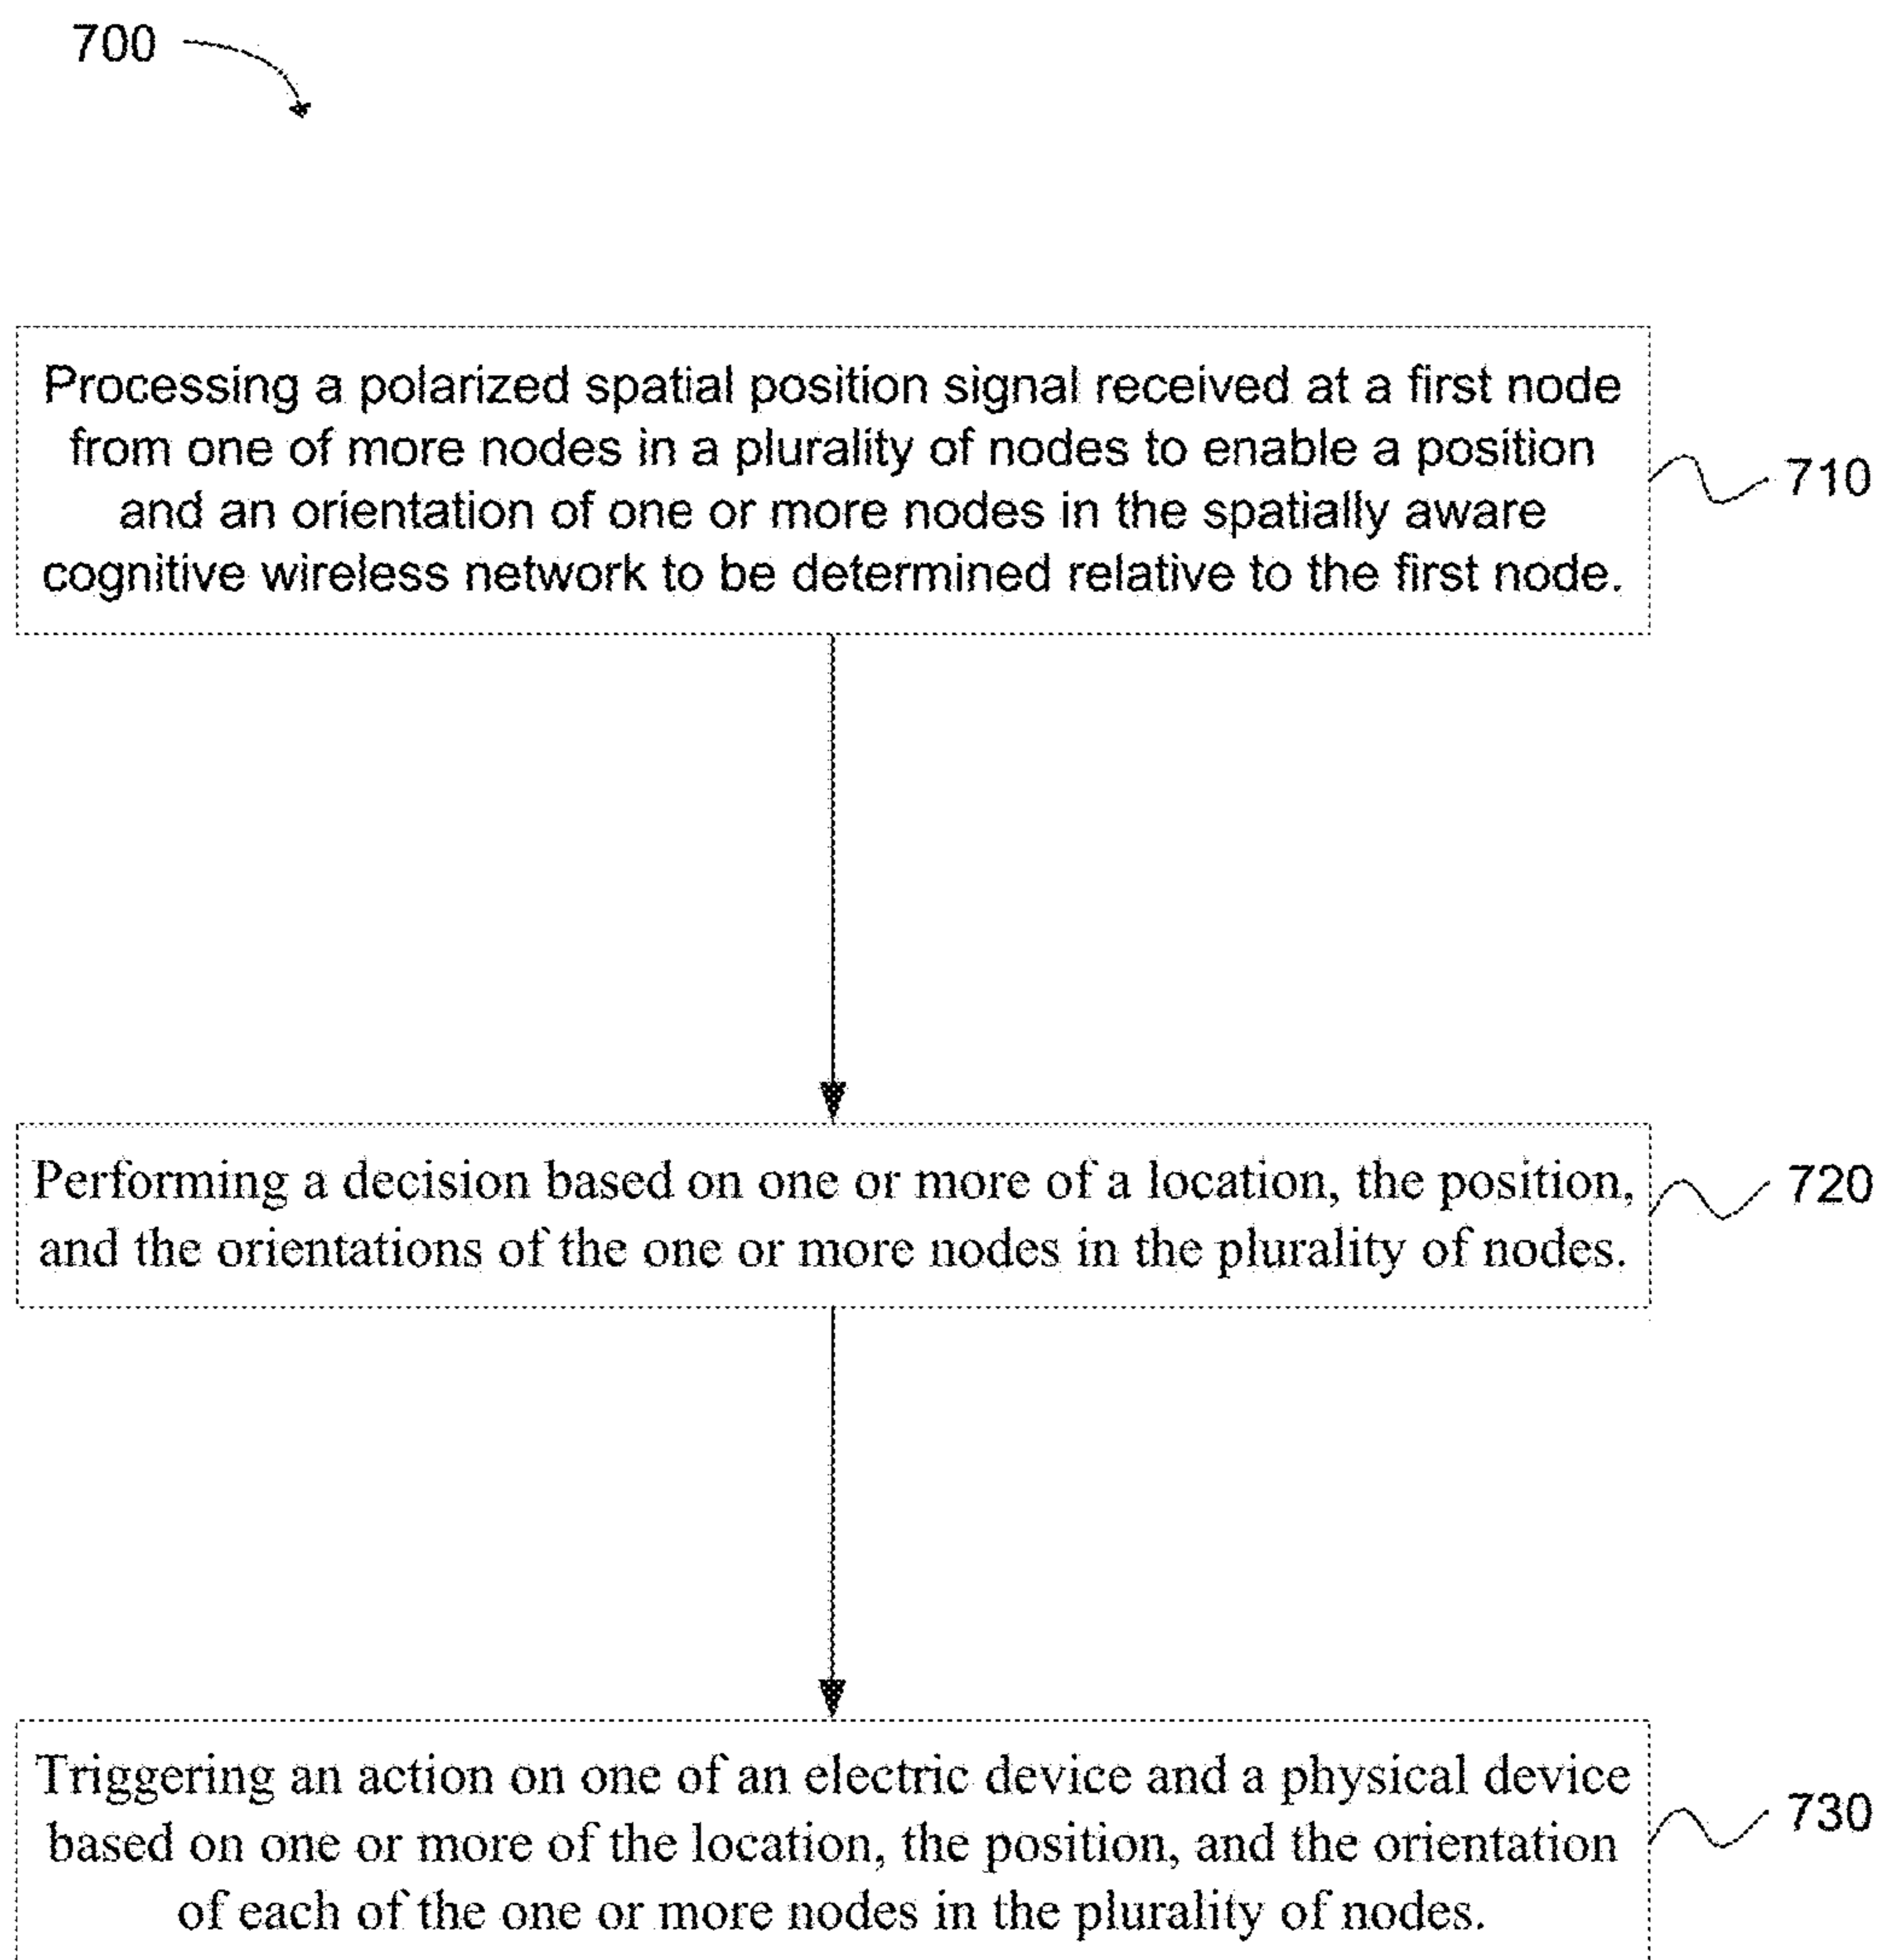 700
Processing a polarized spatial position signal received at a first node
from one of more nodes in a plurality of nodes to enable a position
and an orientation of one or more nodes in the spatially aware
cognitive wireless network to be determined relative to the first node.
710
Performing a decision based on one or more of a location, the position,
and the orientations of the one or more nodes in the plurality of nodes.
720
Triggering an action on one of an electric device and a physical device
based on one or more of the location, the position, and the orientation
of each of the one or more nodes in the plurality of nodes.
730